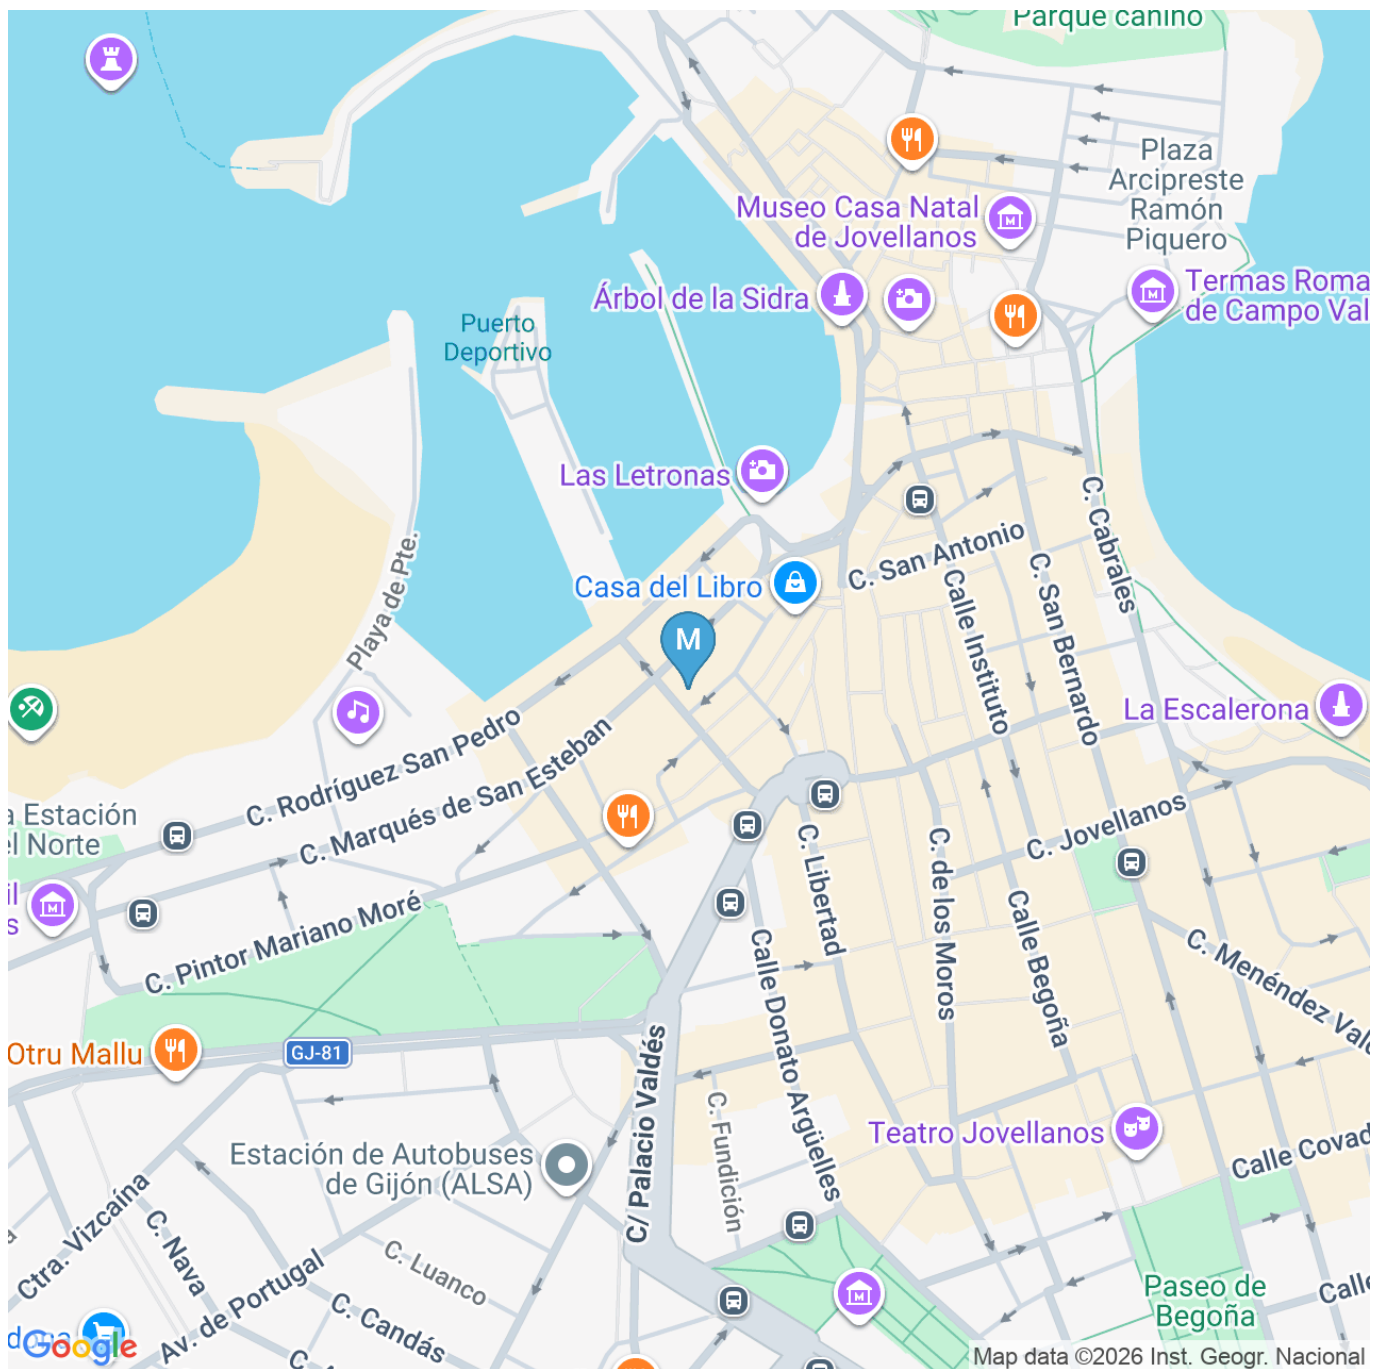 Parque canino
Plaza
Arcipreste
Ramón
Piquero
Museo Casa Natal
de Jovellanos
Termas Roma
de Campo Val
Árbol de la Sidra
Puerto
Deportivo
Las Letronas
C. San Antonio
C. Cabrales
Playa de Pte.
Casa del Libro
Calle Instituto
C. San Bernardo
M
La Escalerona
C. Rodríguez San Pedro
C. Marqués de San Esteban
a Estación
el Norte
C. Jovellanos
C. Libertad
C. de los Moros
Calle Begoña
il
s
C. Pintor Mariano Moré
Calle Donato Argüelles
C. Menéndez Val
Otru Mallu
GJ-81
C/ Palacio Valdés
C. Fundición
Teatro Jovellanos
Calle Covad
Estación de Autobuses
de Gijón (ALSA)
Ctra. Vizcaína
C. Nava
C. Luanco
Av. de Portugal
C. Candás
Paseo de
Begoña
Calle
Google
Map data ©2026 Inst. Geogr. Nacional